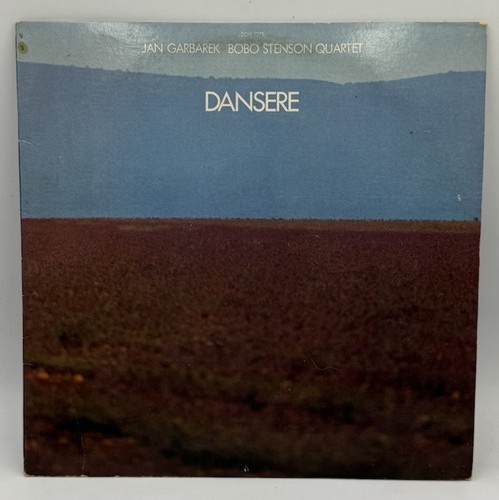 JAN GARBAREK BOBO STENSON QUARTET
DANSERE